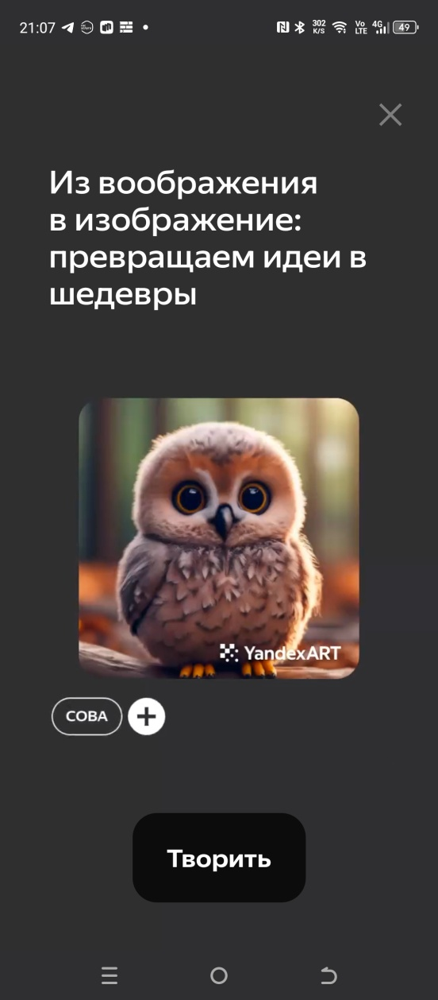 21:07 302 K/S Vo LTE 4G 49
Из воображения
в изображение:
превращаем идеи в
шедевры
YandexART
СОВА
Творить